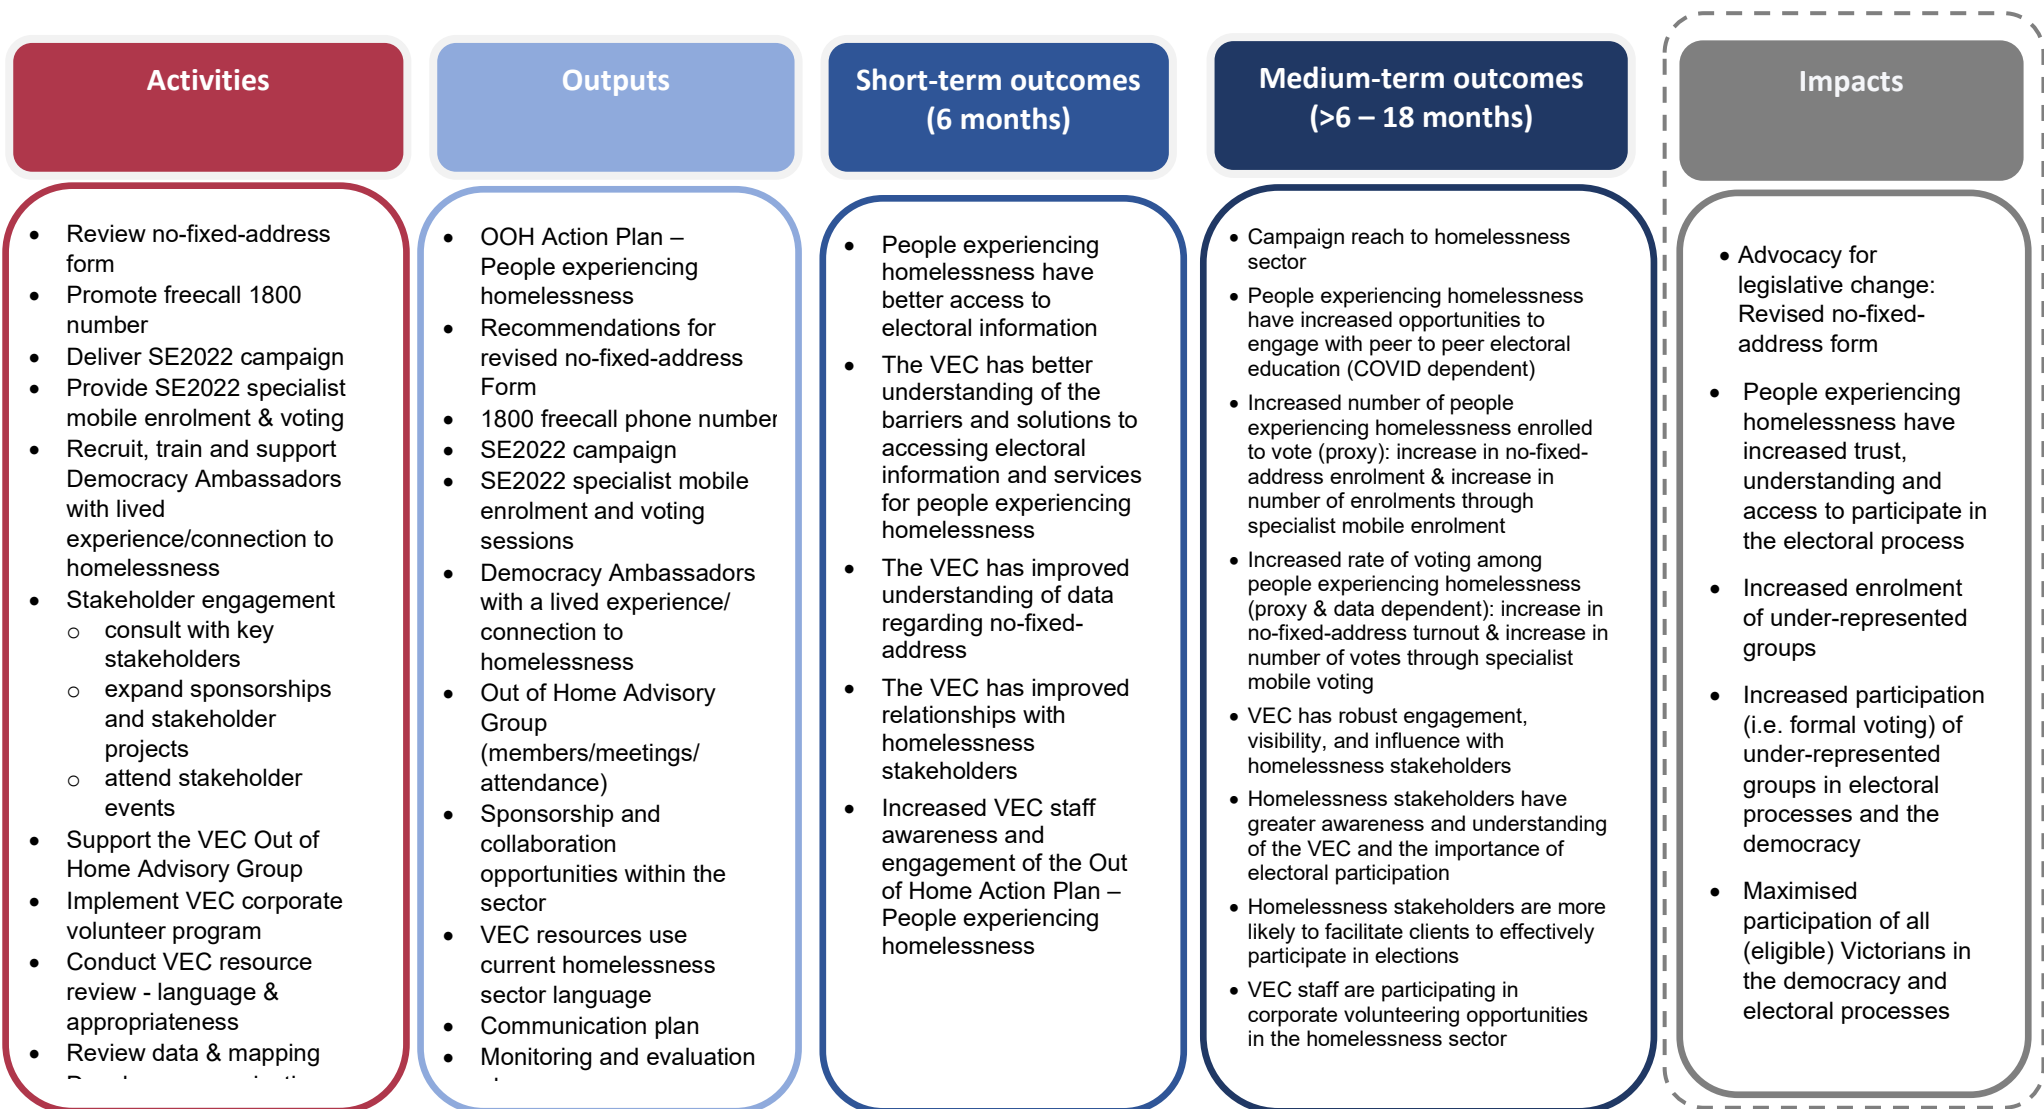 Activities
• Review no-fixed-address
form
• Promote freecall 1800
number
• Deliver SE2022 campaign
• Provide SE2022 specialist
mobile enrolment & voting
• Recruit, train and support
Democracy Ambassadors
with lived
experience/connection to
homelessness
• Stakeholder engagement
o consult with key
stakeholders
o expand sponsorships
and stakeholder
projects
o attend stakeholder
events
• Support the VEC Out of
Home Advisory Group
• Implement VEC corporate
volunteer program
• Conduct VEC resource
review - language &
appropriateness
• Review data & mapping
Outputs
• OOH Action Plan –
People experiencing
homelessness
• Recommendations for
revised no-fixed-address
Form
• 1800 freecall phone number
• SE2022 campaign
• SE2022 specialist mobile
enrolment and voting
sessions
• Democracy Ambassadors
with a lived experience/
connection to
homelessness
• Out of Home Advisory
Group
(members/meetings/
attendance)
• Sponsorship and
collaboration
opportunities within the
sector
• VEC resources use
current homelessness
sector language
• Communication plan
• Monitoring and evaluation
Short-term outcomes
(6 months)
• People experiencing
homelessness have
better access to
electoral information
• The VEC has better
understanding of the
barriers and solutions to
accessing electoral
information and services
for people experiencing
homelessness
• The VEC has improved
understanding of data
regarding no-fixed-
address
• The VEC has improved
relationships with
homelessness
stakeholders
• Increased VEC staff
awareness and
engagement of the Out
of Home Action Plan –
People experiencing
homelessness
Medium-term outcomes
(>6 – 18 months)
• Campaign reach to homelessness
sector
• People experiencing homelessness
have increased opportunities to
engage with peer to peer electoral
education (COVID dependent)
• Increased number of people
experiencing homelessness enrolled
to vote (proxy): increase in no-fixed-
address enrolment & increase in
number of enrolments through
specialist mobile enrolment
• Increased rate of voting among
people experiencing homelessness
(proxy & data dependent): increase in
no-fixed-address turnout & increase in
number of votes through specialist
mobile voting
• VEC has robust engagement,
visibility, and influence with
homelessness stakeholders
• Homelessness stakeholders have
greater awareness and understanding
of the VEC and the importance of
electoral participation
• Homelessness stakeholders are more
likely to facilitate clients to effectively
participate in elections
• VEC staff are participating in
corporate volunteering opportunities
in the homelessness sector
Impacts
• Advocacy for
legislative change:
Revised no-fixed-
address form
• People experiencing
homelessness have
increased trust,
understanding and
access to participate in
the electoral process
• Increased enrolment
of under-represented
groups
• Increased participation
(i.e. formal voting) of
under-represented
groups in electoral
processes and the
democracy
• Maximised
participation of all
(eligible) Victorians in
the democracy and
electoral processes